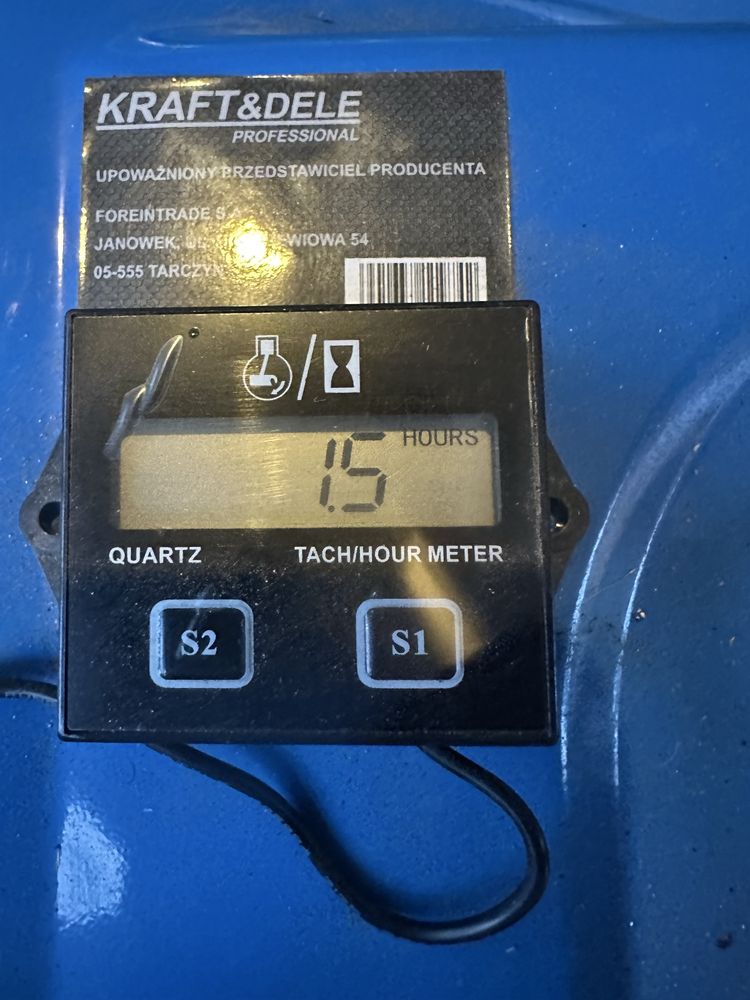 KRAFT&DELE
PROFESSIONAL
UPOWAŻNIONY PRZEDSTAWICIEL PRODUCENTA
FOREINTRADE
JANOWEK, 54
05-555 TARCZYN
HOURS
1.5
QUARTZ TACH/HOUR METER
S2 S1